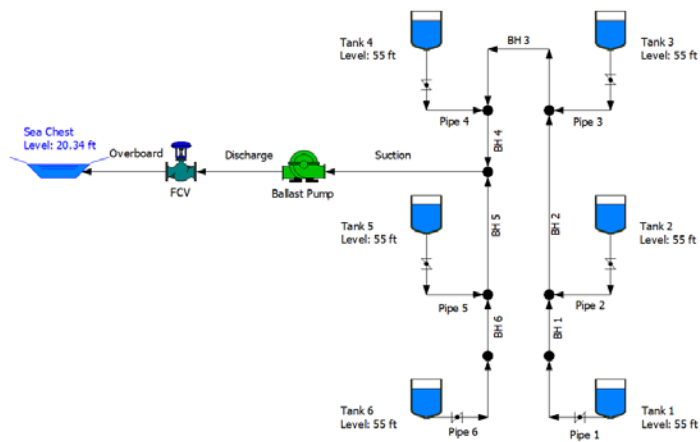 Tank 4
Level: 55 ft
BH 3
Tank 3
Level: 55 ft
Pipe 4
Pipe 3
Sea Chest
Level: 20.34 ft
Overboard
Discharge
Suction
BH 4
FCV
Ballast Pump
Tank 5
Level: 55 ft
BH 5
BH 2
Tank 2
Level: 55 ft
Pipe 5
Pipe 2
BH 6
BH 1
Tank 6
Level: 55 ft
Pipe 6
Pipe 1
Tank 1
Level: 55 ft